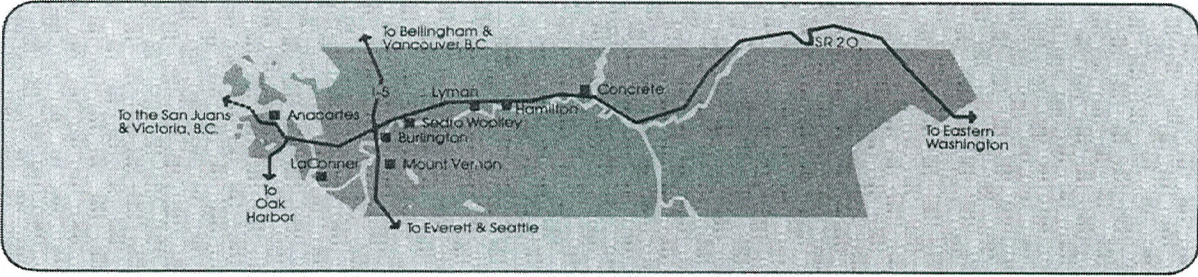 To Bellingham &
Vancouver, B.C.
SR 20
I-5
Lyman
Concrete
Hamilton
To the San Juans
& Victoria, B.C.
Anacortes
Sedro Woolley
Burlington
To Eastern
Washington
LaConner
Mount Vernon
To
Oak
Harbor
To Everett & Seattle